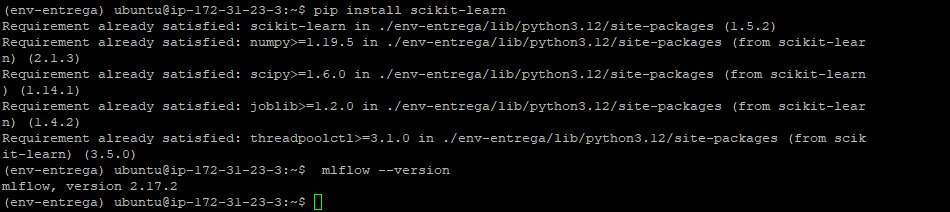 (env-entrega) ubuntu@ip-172-31-23-3:~$ pip install scikit-learn
Requirement already satisfied: scikit-learn in ./env-entrega/lib/python3.12/site-packages (1.5.2)
Requirement already satisfied: numpy>=1.19.5 in ./env-entrega/lib/python3.12/site-packages (from scikit-lear
n) (2.1.3)
Requirement already satisfied: scipy>=1.6.0 in ./env-entrega/lib/python3.12/site-packages (from scikit-learn
) (1.14.1)
Requirement already satisfied: joblib>=1.2.0 in ./env-entrega/lib/python3.12/site-packages (from scikit-lear
n) (1.4.2)
Requirement already satisfied: threadpoolctl>=3.1.0 in ./env-entrega/lib/python3.12/site-packages (from scik
it-learn) (3.5.0)
(env-entrega) ubuntu@ip-172-31-23-3:~$  mlflow --version
mlflow, version 2.17.2
(env-entrega) ubuntu@ip-172-31-23-3:~$